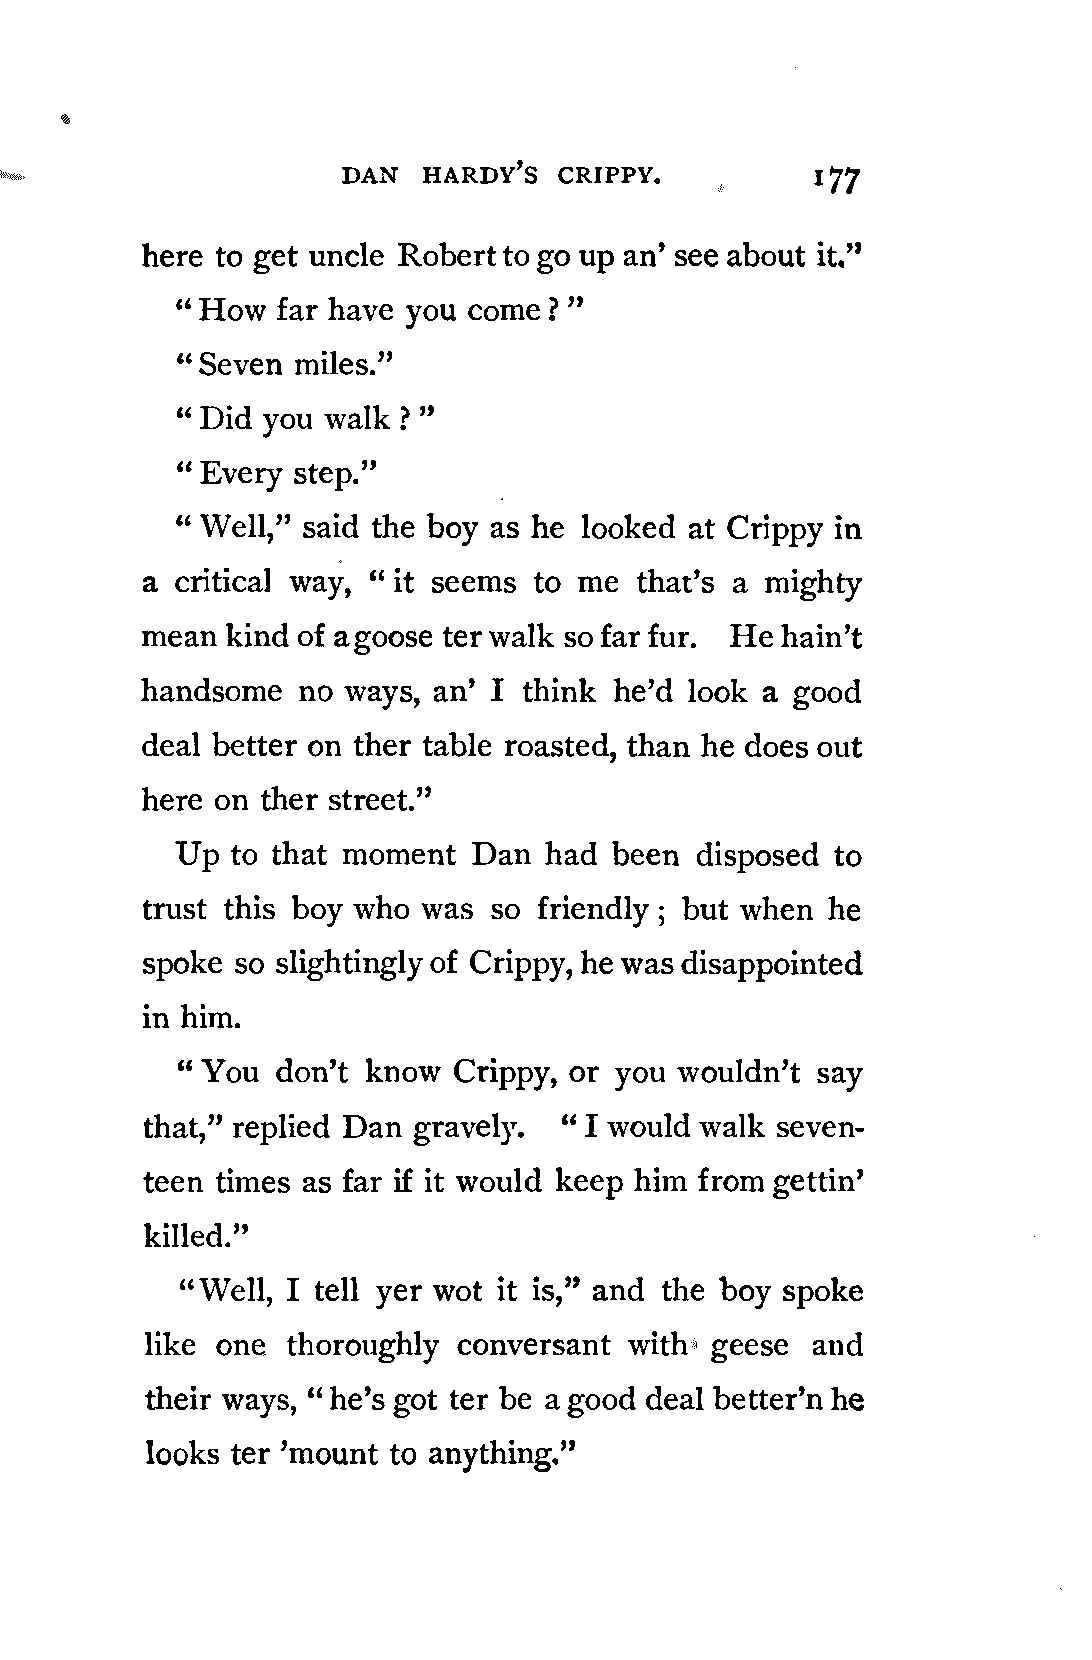 DAN HARDY'S CRIPPY. 177
here to get uncle Robert to go up an' see about it."
"How far have you come?"
"Seven miles."
"Did you walk?"
"Every step."
"Well," said the boy as he looked at Crippy in
a critical way, "it seems to me that's a mighty
mean kind of a goose ter walk so far fur. He hain't
handsome no ways, an' I think he'd look a good
deal better on ther table roasted, than he does out
here on ther street."
Up to that moment Dan had been disposed to
trust this boy who was so friendly; but when he
spoke so slightingly of Crippy, he was disappointed
in him.
"You don't know Crippy, or you wouldn't say
that," replied Dan gravely. "I would walk seven-
teen times as far if it would keep him from gettin'
killed."
"Well, I tell yer wot it is," and the boy spoke
like one thoroughly conversant with geese and
their ways, "he's got ter be a good deal better'n he
looks ter 'mount to anything."